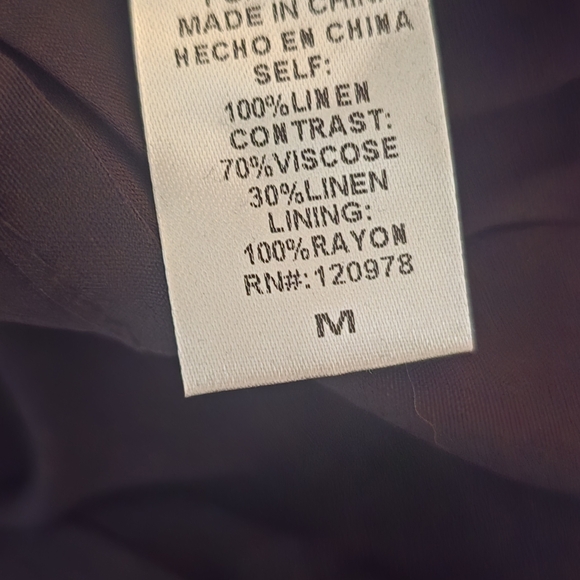 MADE IN CHINA
HECHO EN CHINA
SELF:
100%LINEN
CONTRAST:
70%VISCOSE
30%LINEN
LINING:
100%RAYON
RN#:120978
M